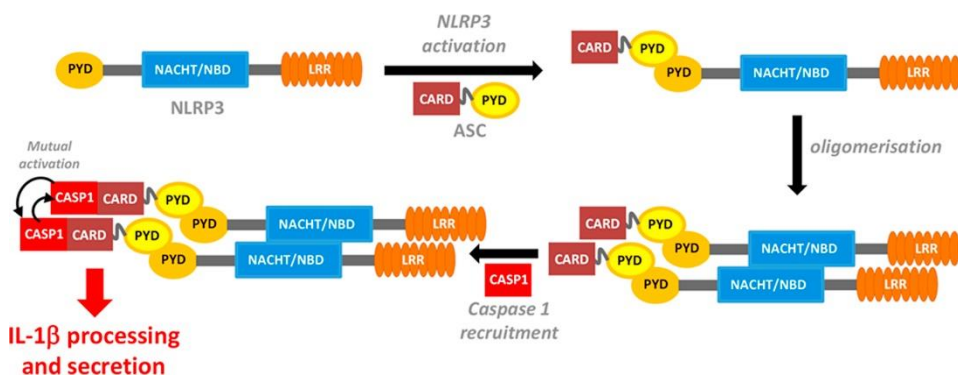 PYD
NACHT/NBD
LRR
NLRP3
NLRP3
activation
CARD
PYD
ASC
CARD
PYD
PYD
NACHT/NBD
LRR
oligomerisation
CARD
PYD
CARD
PYD
PYD
NACHT/NBD
LRR
PYD
NACHT/NBD
LRR
CASP1
Caspase 1
recruitment
Mutual
activation
CASP1
CARD
PYD
CASP1
CARD
PYD
PYD
NACHT/NBD
LRR
PYD
NACHT/NBD
LRR
IL-1β processing
and secretion